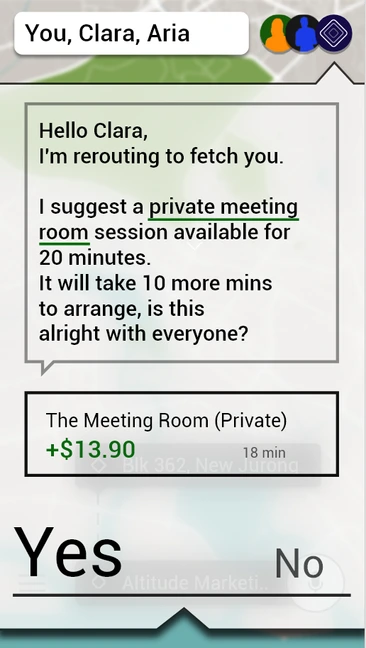 You, Clara, Aria
Hello Clara,
I'm rerouting to fetch you.
I suggest a private meeting
room session available for
20 minutes.
It will take 10 more mins
to arrange, is this
alright with everyone?
The Meeting Room (Private)
+$13.90 18 min
Blk 362, New Jurong
Yes No
Altitude Marketi..